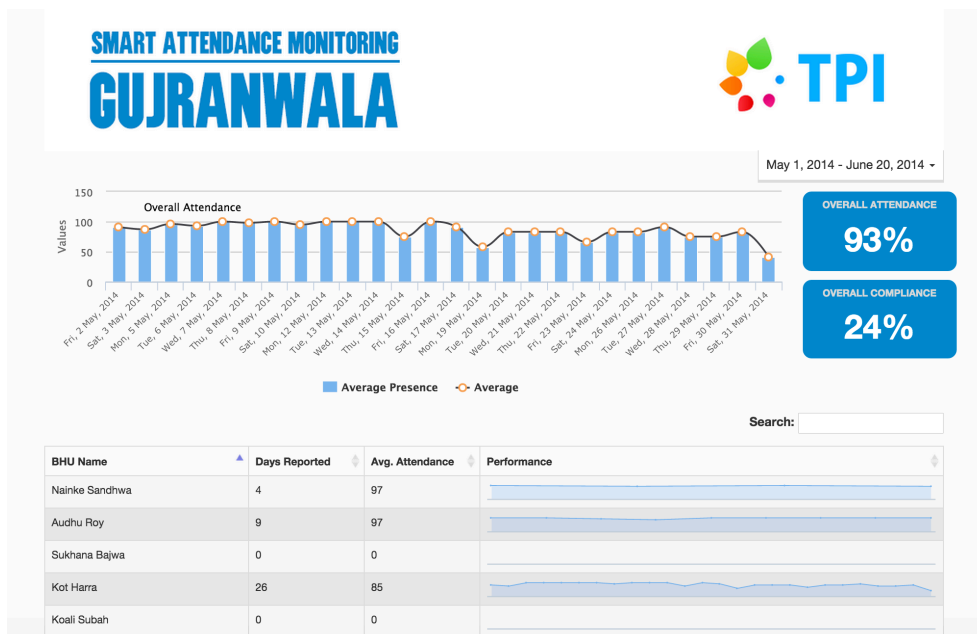 SMART ATTENDANCE MONITORING
GUJRANWALA
TPI
May 1, 2014 - June 20, 2014
150
100
50
0
Values
Overall Attendance
Fri, 2 May, 2014
Sat, 3 May, 2014
Mon, 5 May, 2014
Tue, 6 May, 2014
Wed, 7 May, 2014
Thu, 8 May, 2014
Fri, 9 May, 2014
Sat, 10 May, 2014
Mon, 12 May, 2014
Tue, 13 May, 2014
Wed, 14 May, 2014
Thu, 15 May, 2014
Fri, 16 May, 2014
Sat, 17 May, 2014
Mon, 19 May, 2014
Tue, 20 May, 2014
Wed, 21 May, 2014
Thu, 22 May, 2014
Fri, 23 May, 2014
Sat, 24 May, 2014
Mon, 26 May, 2014
Tue, 27 May, 2014
Wed, 28 May, 2014
Thu, 29 May, 2014
Fri, 30 May, 2014
Sat, 31 May, 2014
Average Presence Average
OVERALL ATTENDANCE
93%
OVERALL COMPLIANCE
24%
Search:
BHU Name Days Reported Avg. Attendance Performance
Nainke Sandhwa 4 97
Audhu Roy 9 97
Sukhana Bajwa 0 0
Kot Harra 26 85
Koali Subah 0 0